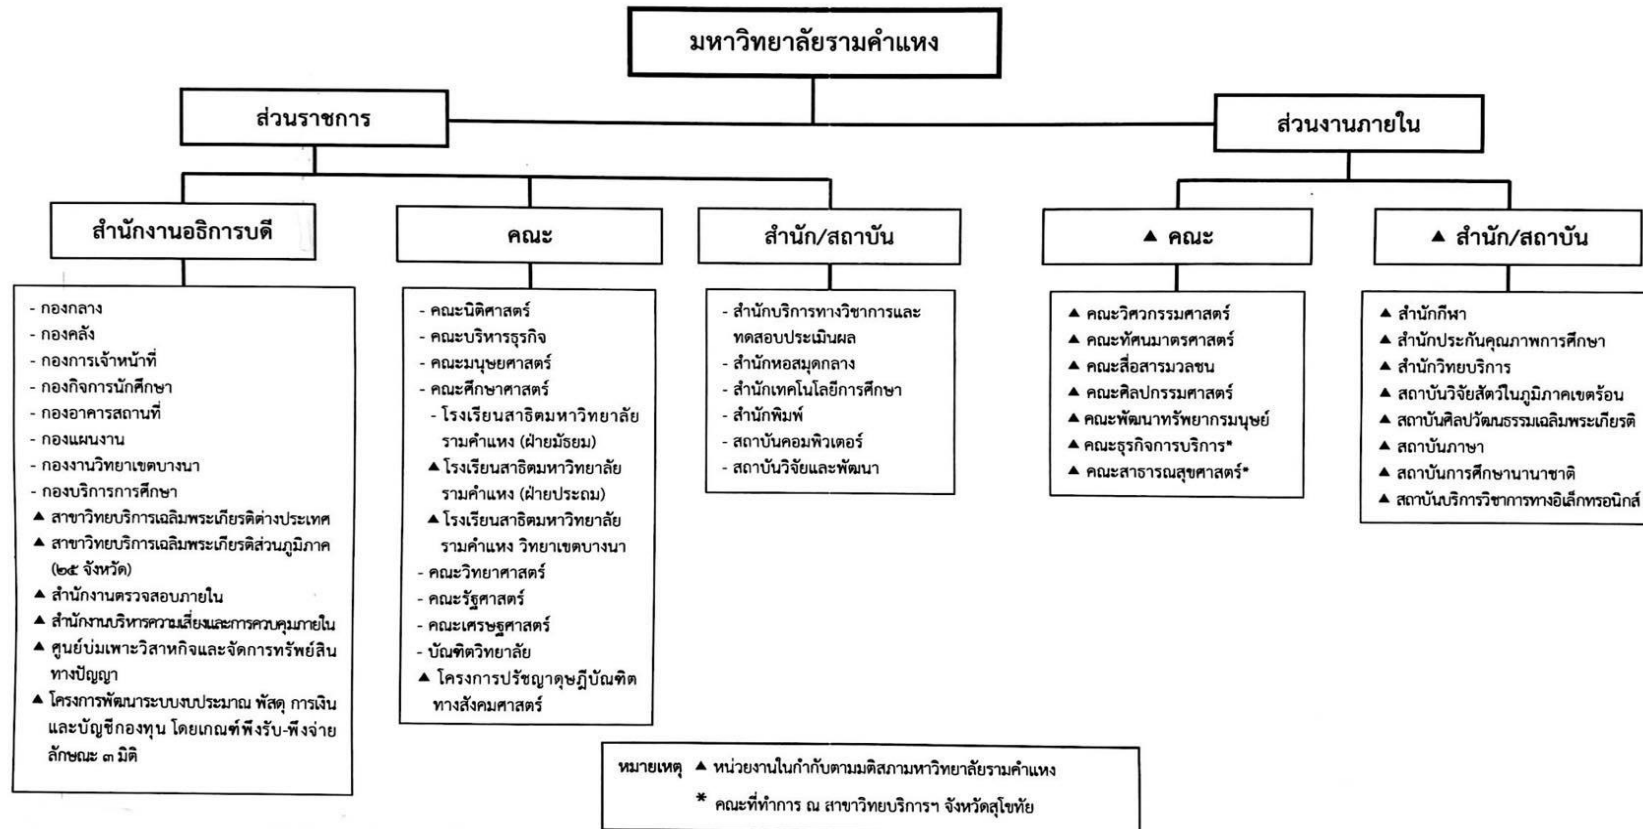 มหาวิทยาลัยรามคำแหง
ส่วนราชการ
ส่วนงานภายใน
สำนักงานอธิการบดี
- กองกลาง
- กองคลัง
- กองการเจ้าหน้าที่
- กองกิจการนักศึกษา
- กองอาคารสถานที่
- กองแผนงาน
- กองงานวิทยาเขตบางนา
- กองบริการการศึกษา
▲ สาขาวิทยบริการเฉลิมพระเกียรติต่างประเทศ
▲ สาขาวิทยบริการเฉลิมพระเกียรติส่วนภูมิภาค
(๒๕ จังหวัด)
▲ สำนักงานตรวจสอบภายใน
▲ สำนักงานบริหารความเสี่ยงและการควบคุมภายใน
▲ ศูนย์บ่มเพาะวิสาหกิจและจัดการทรัพย์สิน
ทางปัญญา
▲ โครงการพัฒนาระบบงบประมาณ พัสดุ การเงิน
และบัญชีกองทุน โดยเกณฑ์พึงรับ-พึงจ่าย
ลักษณะ ๓ มิติ
คณะ
- คณะนิติศาสตร์
- คณะบริหารธุรกิจ
- คณะมนุษยศาสตร์
- คณะศึกษาศาสตร์
- โรงเรียนสาธิตมหาวิทยาลัย
รามคำแหง (ฝ่ายมัธยม)
▲ โรงเรียนสาธิตมหาวิทยาลัย
รามคำแหง (ฝ่ายประถม)
▲ โรงเรียนสาธิตมหาวิทยาลัย
รามคำแหง วิทยาเขตบางนา
- คณะวิทยาศาสตร์
- คณะรัฐศาสตร์
- คณะเศรษฐศาสตร์
- บัณฑิตวิทยาลัย
▲ โครงการปรัชญาดุษฎีบัณฑิต
ทางสังคมศาสตร์
สำนัก/สถาบัน
- สำนักบริการทางวิชาการและ
ทดสอบประเมินผล
- สำนักหอสมุดกลาง
- สำนักเทคโนโลยีการศึกษา
- สำนักพิมพ์
- สถาบันคอมพิวเตอร์
- สถาบันวิจัยและพัฒนา
▲ คณะ
▲ คณะวิศวกรรมศาสตร์
▲ คณะทัศนมาตรศาสตร์
▲ คณะสื่อสารมวลชน
▲ คณะศิลปกรรมศาสตร์
▲ คณะพัฒนาทรัพยากรมนุษย์
▲ คณะธุรกิจการบริการ*
▲ คณะสาธารณสุขศาสตร์*
▲ สำนัก/สถาบัน
▲ สำนักกีฬา
▲ สำนักประกันคุณภาพการศึกษา
▲ สำนักวิทยบริการ
▲ สถาบันวิจัยสัตว์ในภูมิภาคเขตร้อน
▲ สถาบันศิลปวัฒนธรรมเฉลิมพระเกียรติ
▲ สถาบันภาษา
▲ สถาบันการศึกษานานาชาติ
▲ สถาบันบริการวิชาการทางอิเล็กทรอนิกส์
หมายเหตุ ▲ หน่วยงานในกำกับตามมติสภามหาวิทยาลัยรามคำแหง
* คณะที่ทำการ ณ สาขาวิทยบริการฯ จังหวัดสุโขทัย